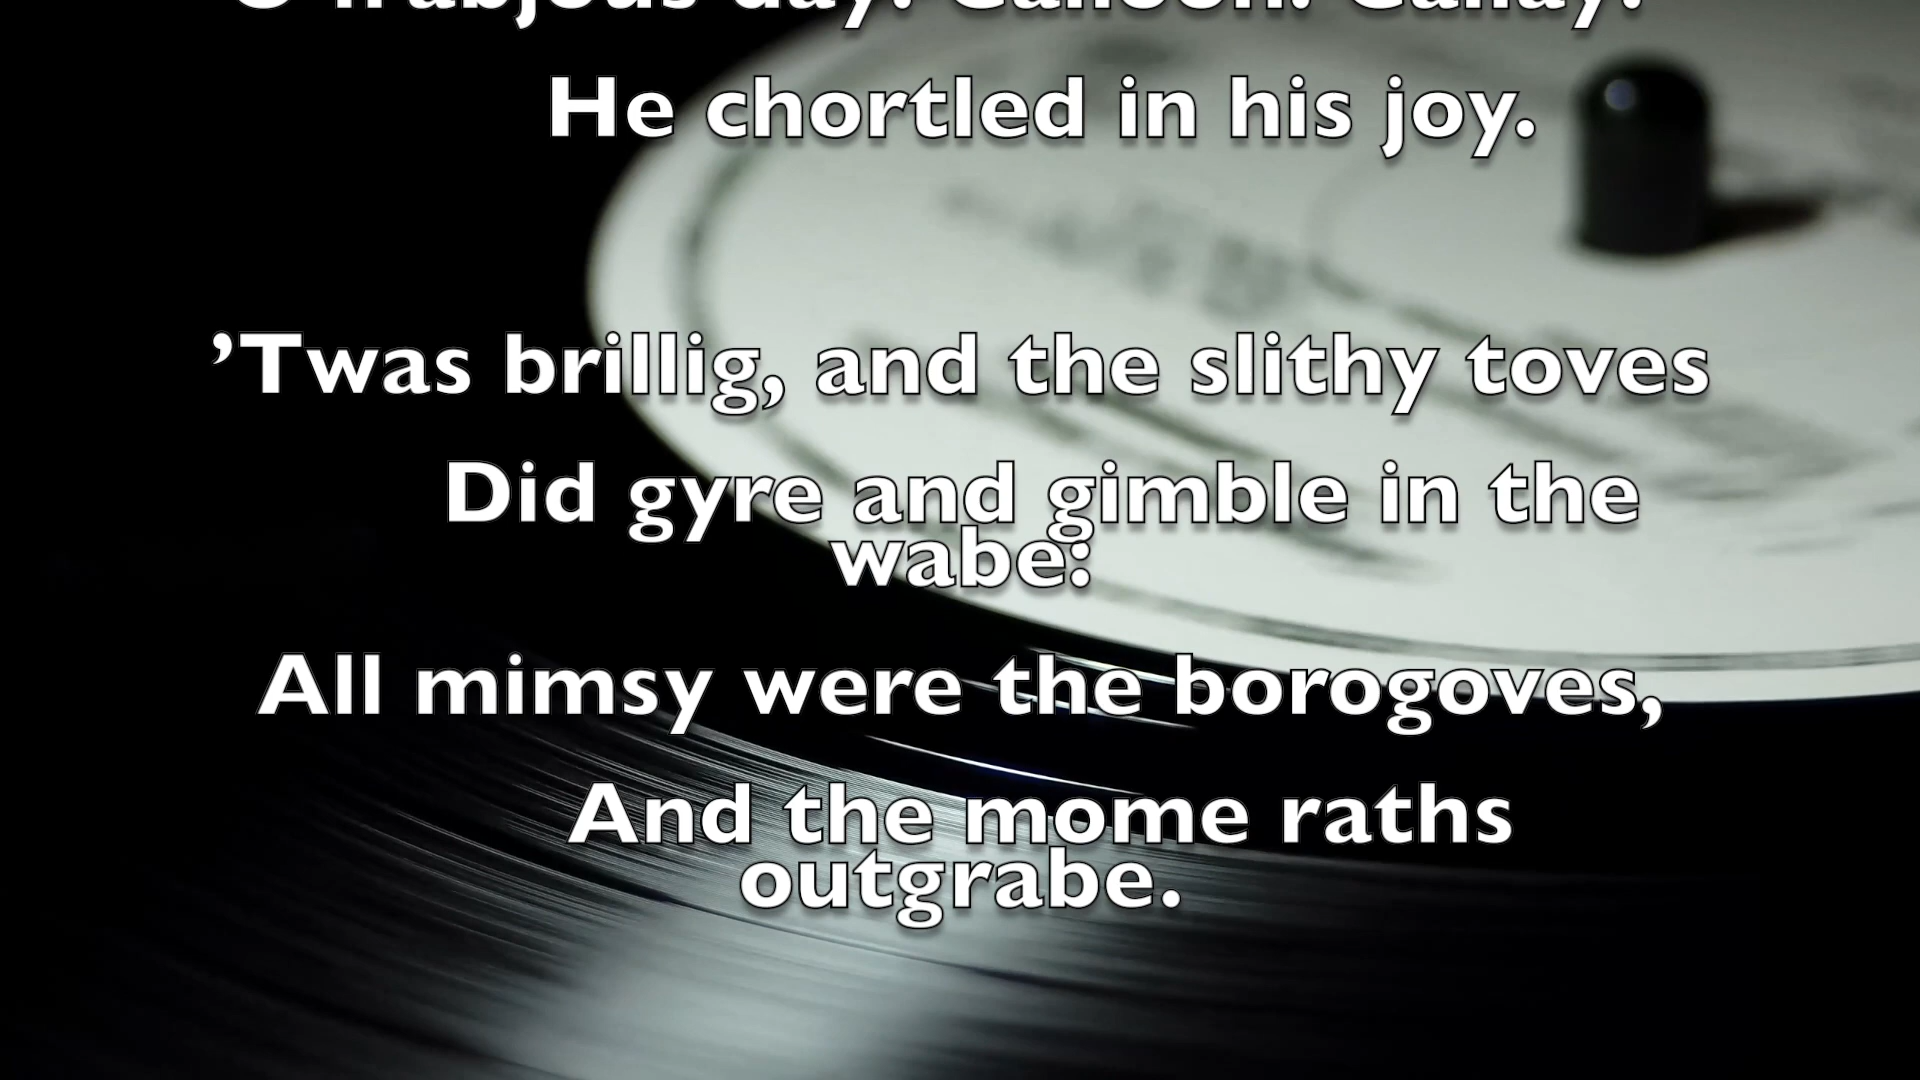 He chortled in his joy.
’Twas brillig, and the slithy toves
Did gyre and gimble in the
wabe:
All mimsy were the borogoves,
And the mome raths
outgrabe.